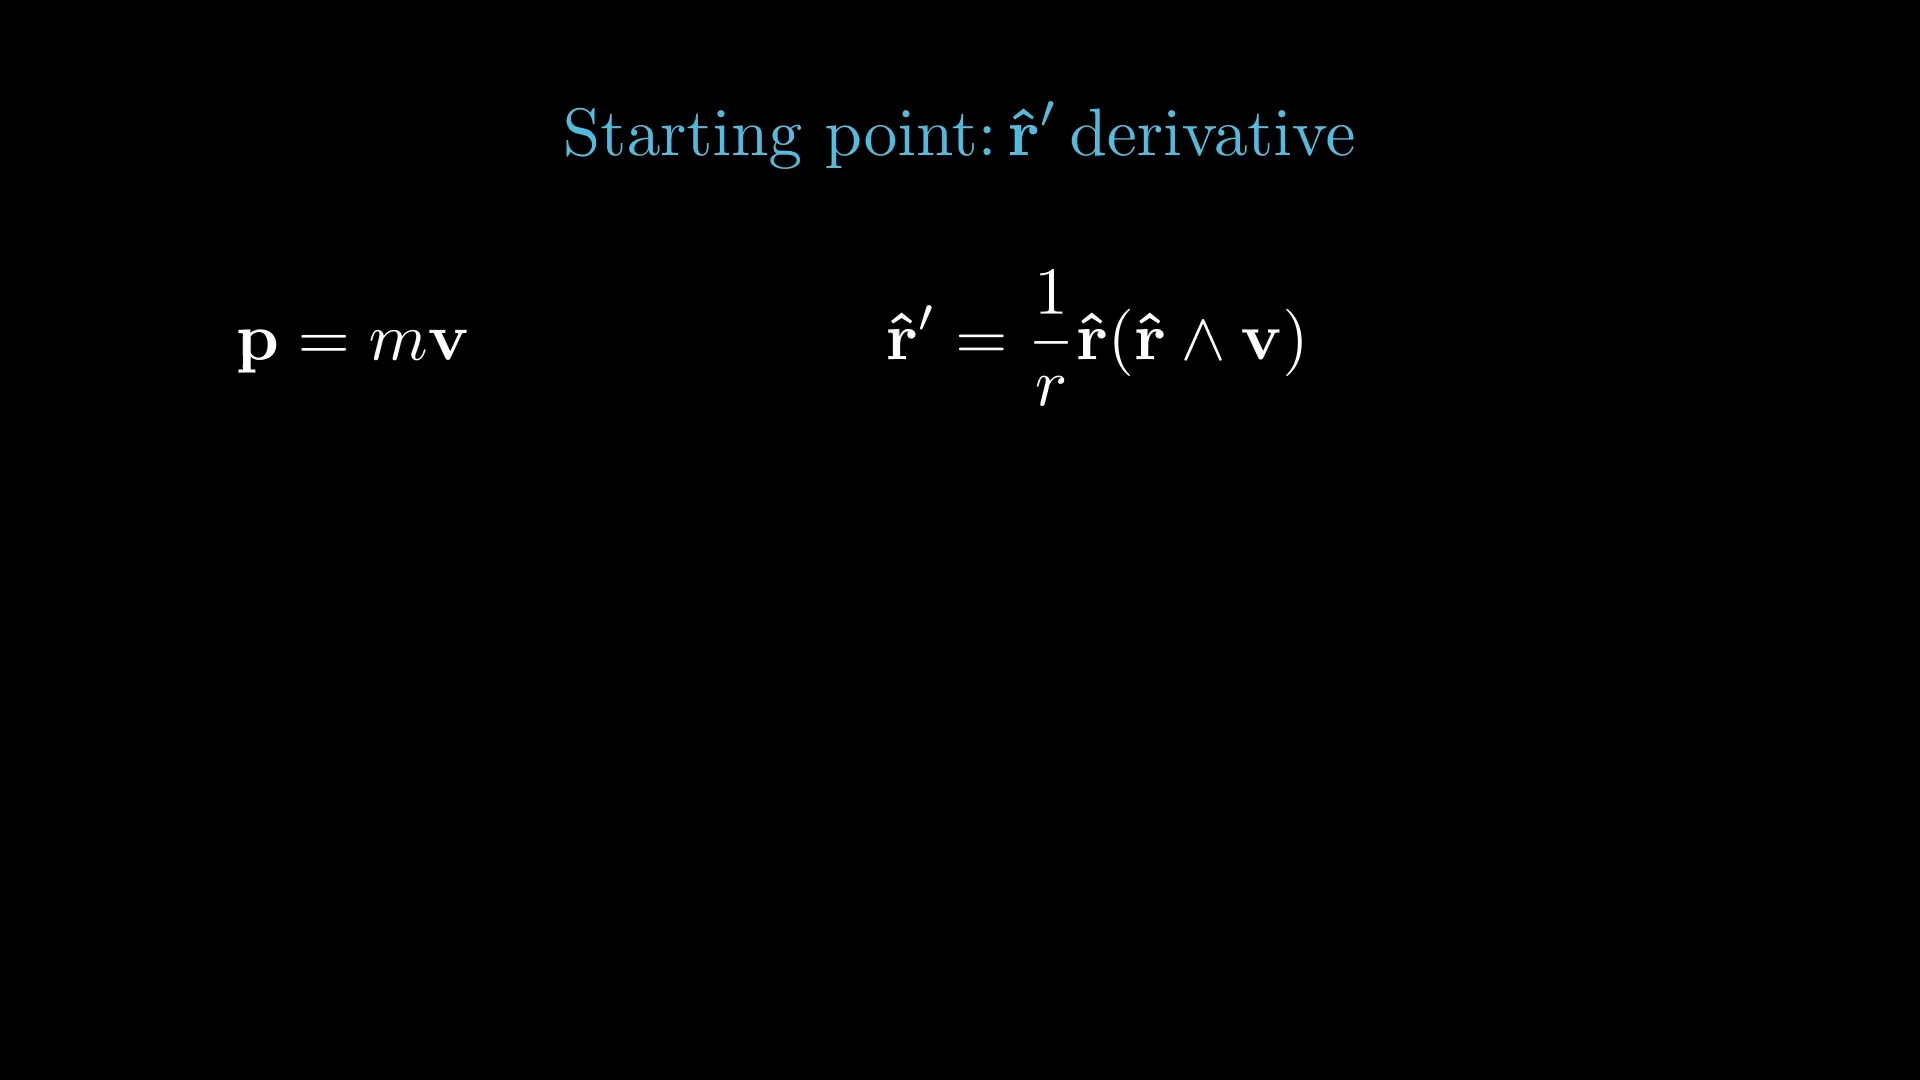 Starting point: r̂′ derivative
p = mv
r̂′ = 1/r r̂(r̂ ∧ v)